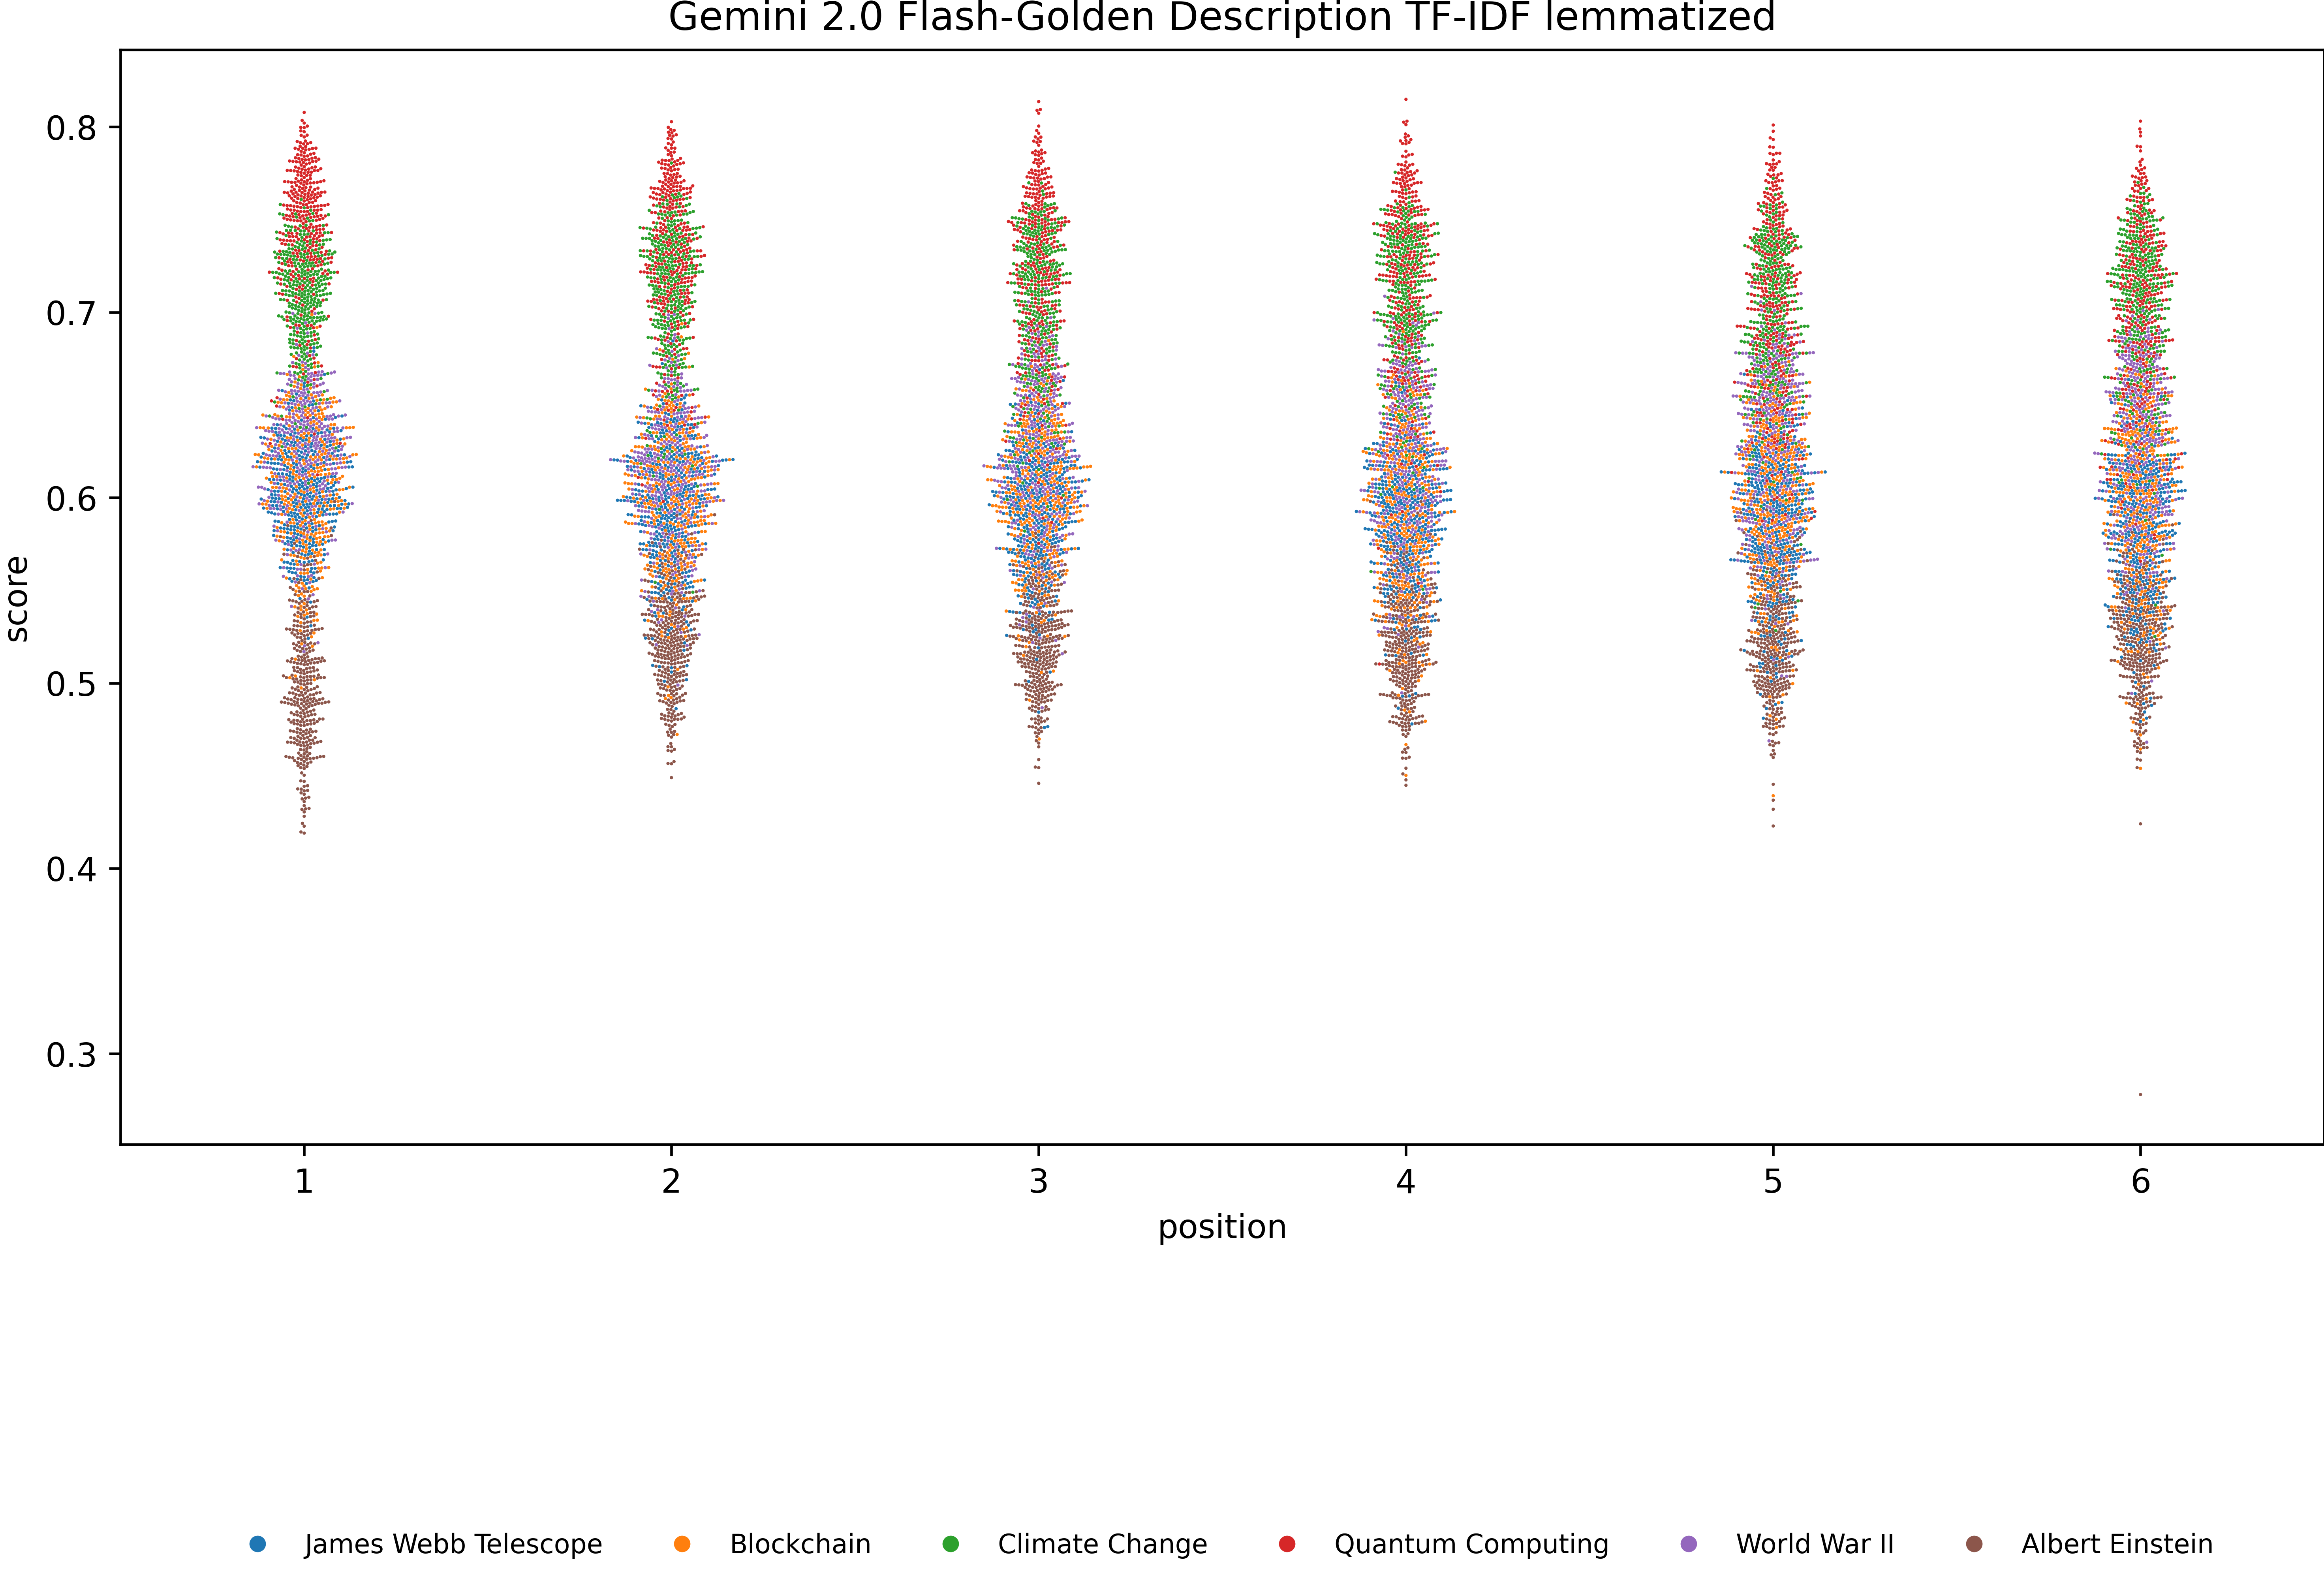 Gemini 2.0 Flash-Golden Description TF-IDF lemmatized
score
0.8
0.7
0.6
0.5
0.4
0.3
1 2 3 4 5 6
position
James Webb Telescope Blockchain Climate Change Quantum Computing World War II Albert Einstein